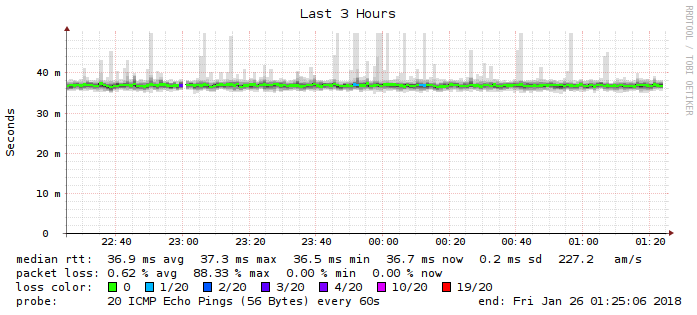 Last 3 Hours
RRDTOOL / TOBI OETIKER
Seconds
40 m
30 m
20 m
10 m
0
22:40 23:00 23:20 23:40 00:00 00:20 00:40 01:00 01:20
median rtt: 36.9 ms avg 37.3 ms max 36.5 ms min 36.7 ms now 0.2 ms sd 227.2 am/s
packet loss: 0.62 % avg 88.33 % max 0.00 % min 0.00 % now
loss color: 0 1/20 2/20 3/20 4/20 10/20 19/20
probe: 20 ICMP Echo Pings (56 Bytes) every 60s end: Fri Jan 26 01:25:06 2018